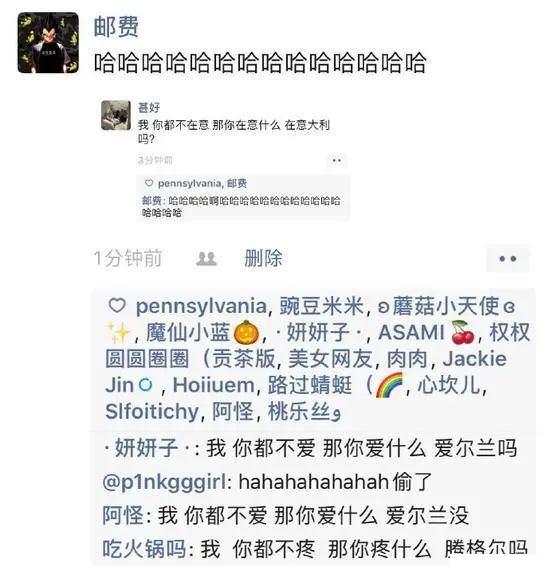 邮费
哈哈哈哈哈哈哈哈哈哈哈哈哈哈
甚好
我 你都不在意 那你在意什么 在意大利
吗?
3分钟前
pennsylvania, 邮费
邮费: 哈哈哈哈啊哈哈哈哈哈哈哈哈哈哈哈哈
哈哈哈哈
1分钟前 删除
pennsylvania, 豌豆米米, ʚ蘑菇小天使ɞ
✨, 魔仙小蓝🎃, · 妍妍子 ·, ASAMI🍒, 权权
圆圆圈圈（贡茶版, 美女网友, 肉肉, Jackie
Jin, Hoiiuem, 路过蜻蜓（🌈, 心坎儿,
Slfoitichy, 阿怪, 桃乐丝و
· 妍妍子 ·: 我 你都不爱 那你爱什么 爱尔兰吗
@p1nkgggirl: hahahahahahah偷了
阿怪: 我 你都不爱 那你爱什么 爱尔兰没
吃火锅吗: 我 你都不疼 那你疼什么 腾格尔吗